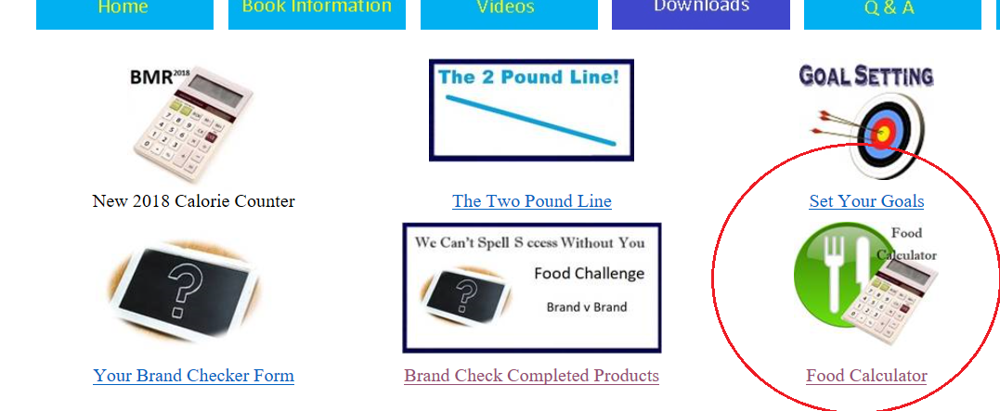 Home
Book Information
Videos
Downloads
Q & A
BMR 2018
The 2 Pound Line!
GOAL SETTING
New 2018 Calorie Counter
The Two Pound Line
Set Your Goals
We Can't Spell S ccess Without You
Food Challenge
Brand v Brand
?
?
Food
Calculator
Your Brand Checker Form
Brand Check Completed Products
Food Calculator